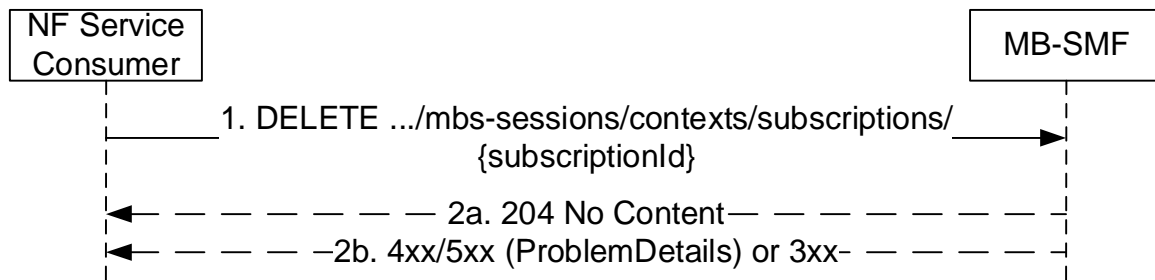 NF Service
Consumer
MB-SMF
1. DELETE .../mbs-sessions/contexts/subscriptions/
{subscriptionId}
2a. 204 No Content
2b. 4xx/5xx (ProblemDetails) or 3xx